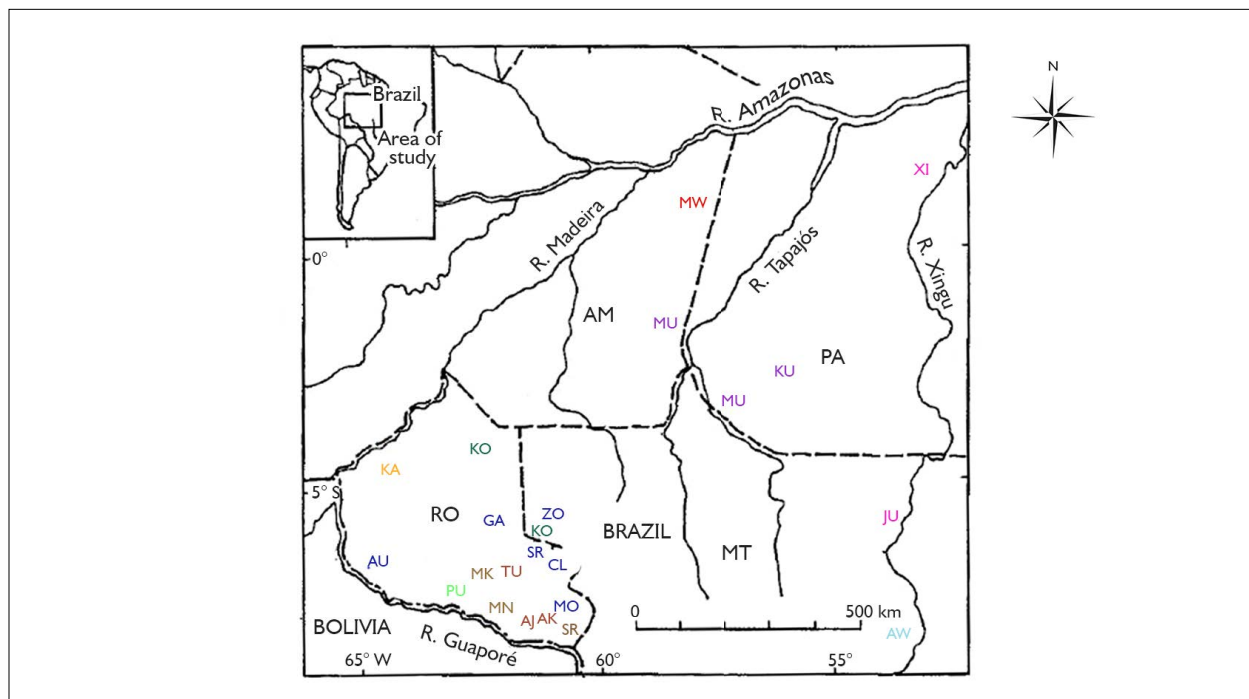 N
Brazil
Area of
study
R. Amazonas
XI
MW
R. Madeira
R. Tapajós
R. Xingu
0°
AM
MU
PA
KU
MU
KO
KA
5° S
RO
GA
ZO
KO
BRAZIL
JU
SR
CL
MT
AU
MK
TU
PU
MN
MO
AJ
AK
SR
0
500 km
BOLIVIA
R. Guaporé
AW
65° W
60°
55°